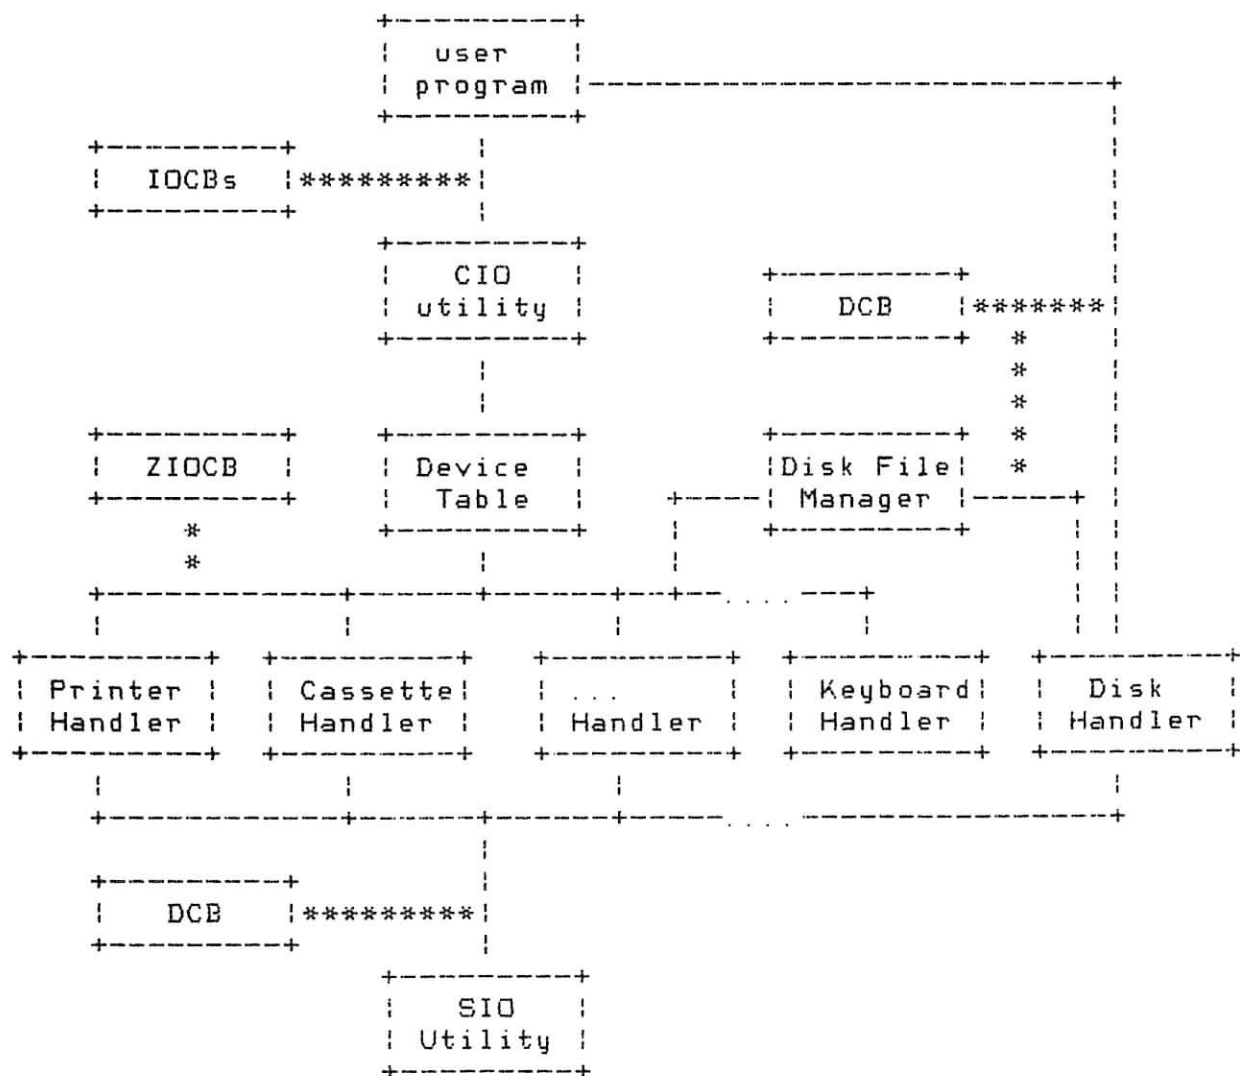 user
program
IOCBs
CIO
utility
DCB
ZIOCB
Device
Table
Disk File
Manager
Printer
Handler
Cassette
Handler
...
Handler
Keyboard
Handler
Disk
Handler
DCB
SIO
Utility